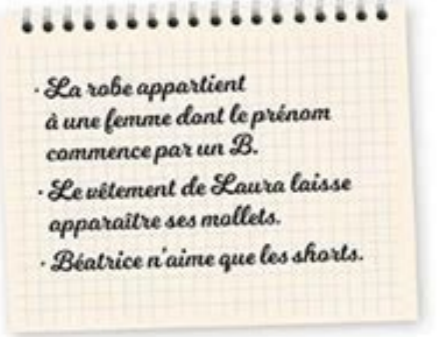 · La robe appartient
à une femme dont le prénom
commence par un B.
· Le vêtement de Laura laisse
apparaître ses mollets.
· Béatrice n'aime que les shorts.